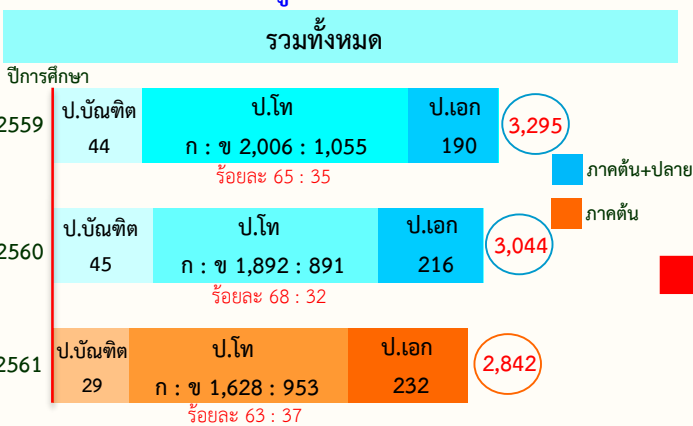 รวมทั้งหมด
ปีการศึกษา
2559
ป.บัณฑิต
44
ป.โท
ก : ข 2,006 : 1,055
ป.เอก
190
3,295
ร้อยละ 65 : 35
ภาคต้น+ปลาย
ภาคต้น
2560
ป.บัณฑิต
45
ป.โท
ก : ข 1,892 : 891
ป.เอก
216
3,044
ร้อยละ 68 : 32
2561
ป.บัณฑิต
29
ป.โท
ก : ข 1,628 : 953
ป.เอก
232
2,842
ร้อยละ 63 : 37